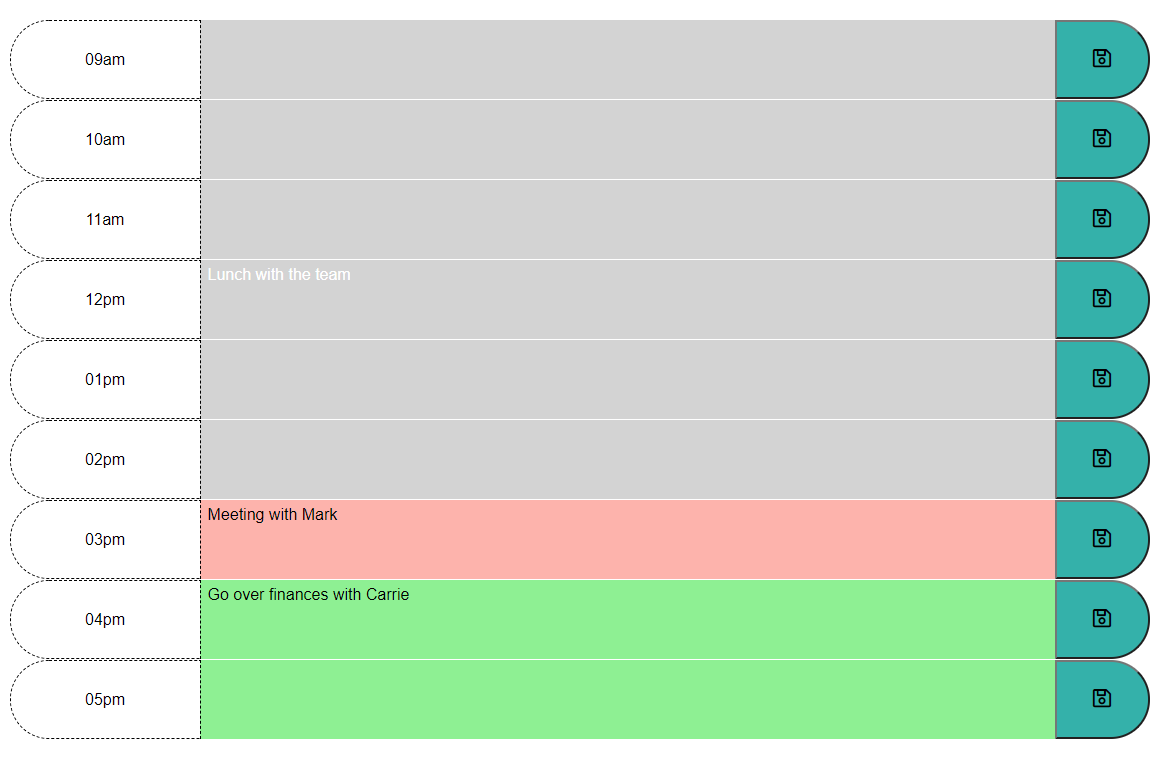 09am
10am
11am
12pm
Lunch with the team
01pm
02pm
03pm
Meeting with Mark
04pm
Go over finances with Carrie
05pm